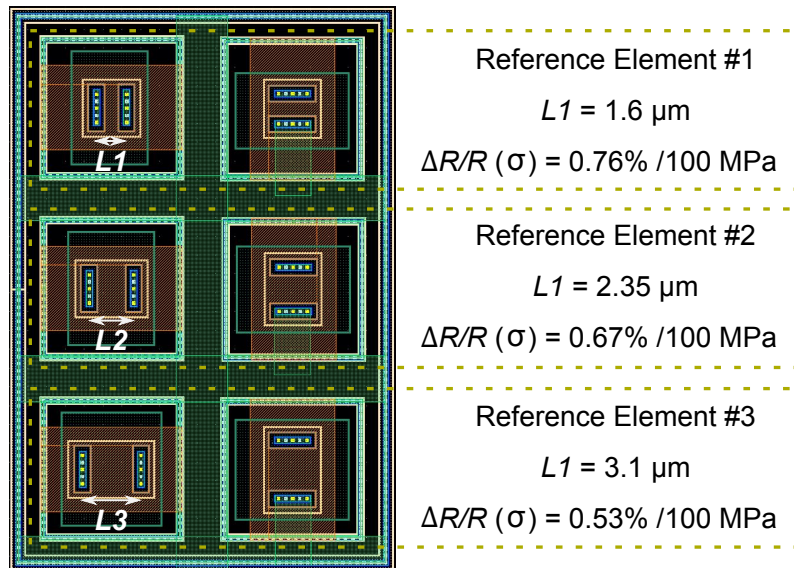 Reference Element #1
L1 = 1.6 µm
ΔR/R (σ) = 0.76% /100 MPa
L1
Reference Element #2
L1 = 2.35 µm
ΔR/R (σ) = 0.67% /100 MPa
L2
Reference Element #3
L1 = 3.1 µm
ΔR/R (σ) = 0.53% /100 MPa
L3